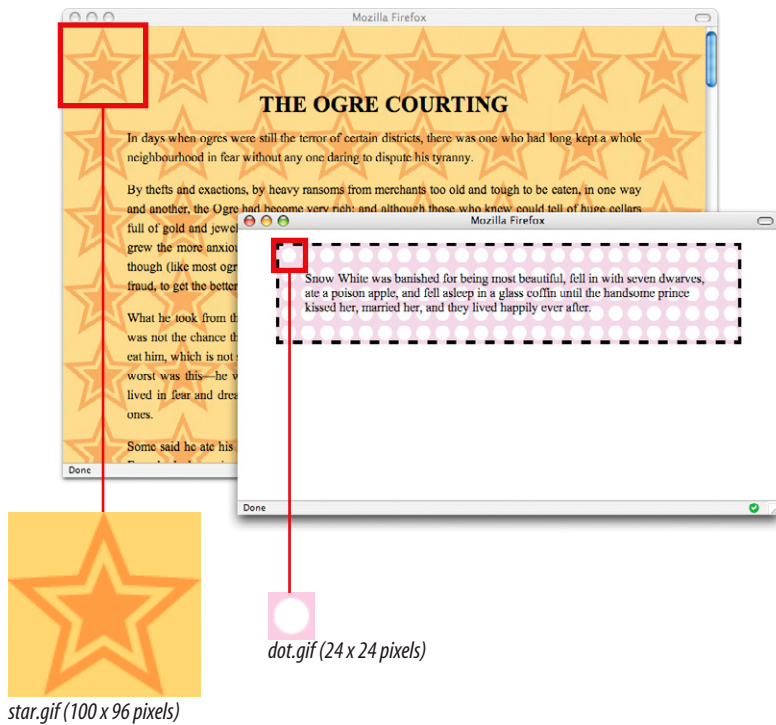 Mozilla Firefox
THE OGRE COURTING
In days when ogres were still the terror of certain districts, there was one who had long kept a whole
neighbourhood in fear without any one daring to dispute his tyranny.
By thefts and exactions, by heavy ransoms from merchants too old and tough to be eaten, in one way
and another, the Ogre had become very rich; and although those who knew could tell of huge cellars
full of gold and jewel
grew the more anxiou
though (like most ogr
fraud, to get the better
What he took from th
was not the chance th
eat him, which is not
worst was this—he w
lived in fear and drea
ones.
Some said he ate his
Done
Mozilla Firefox
Snow White was banished for being most beautiful, fell in with seven dwarves,
ate a poison apple, and fell asleep in a glass coffin until the handsome prince
kissed her, married her, and they lived happily ever after.
Done
dot.gif (24 x 24 pixels)
star.gif (100 x 96 pixels)